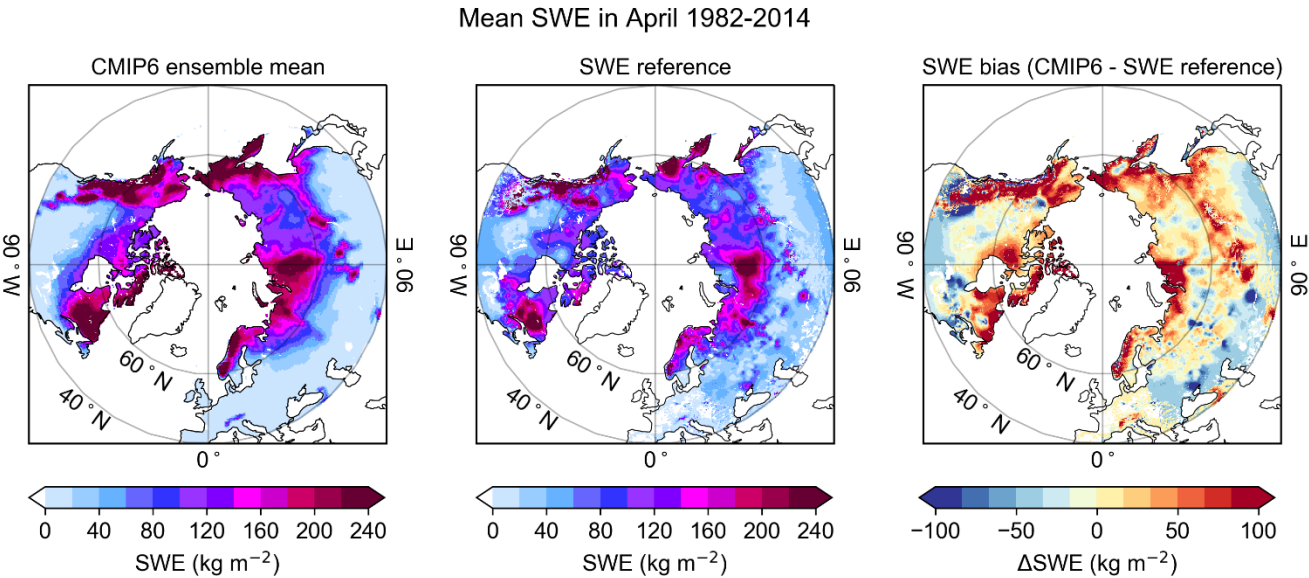 Mean SWE in April 1982-2014
CMIP6 ensemble mean
SWE reference
SWE bias (CMIP6 - SWE reference)
90°W
60°N
40°N
0°
90°E
90°W
60°N
40°N
0°
90°E
90°W
60°N
40°N
0°
90°E
0 40 80 120 160 200 240
SWE (kg m⁻²)
0 40 80 120 160 200 240
SWE (kg m⁻²)
−100 −50 0 50 100
ΔSWE (kg m⁻²)